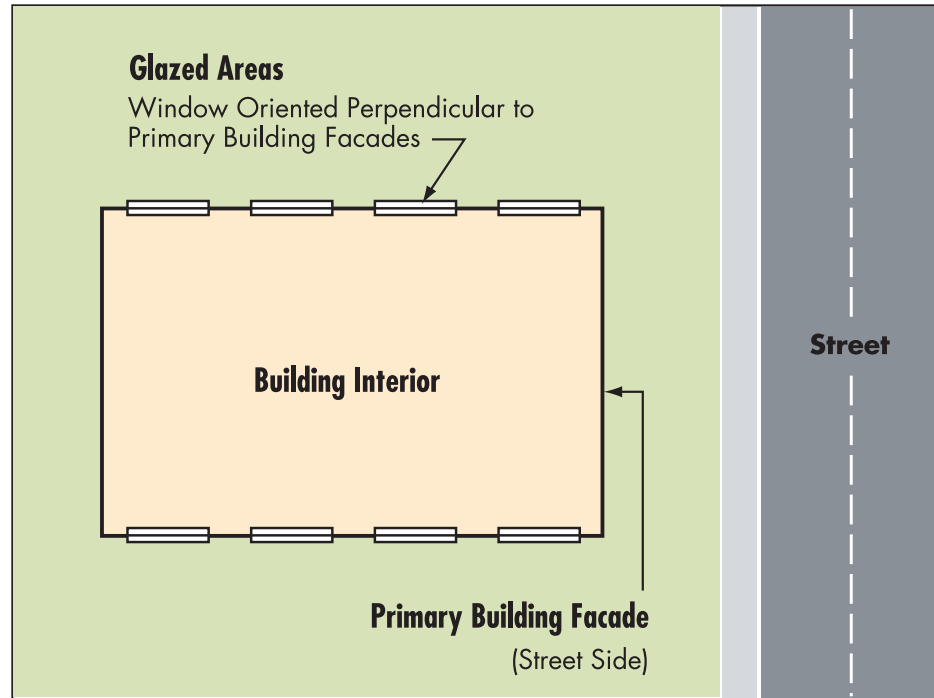 Glazed Areas
Window Oriented Perpendicular to
Primary Building Facades
Street
Building Interior
Primary Building Facade
(Street Side)